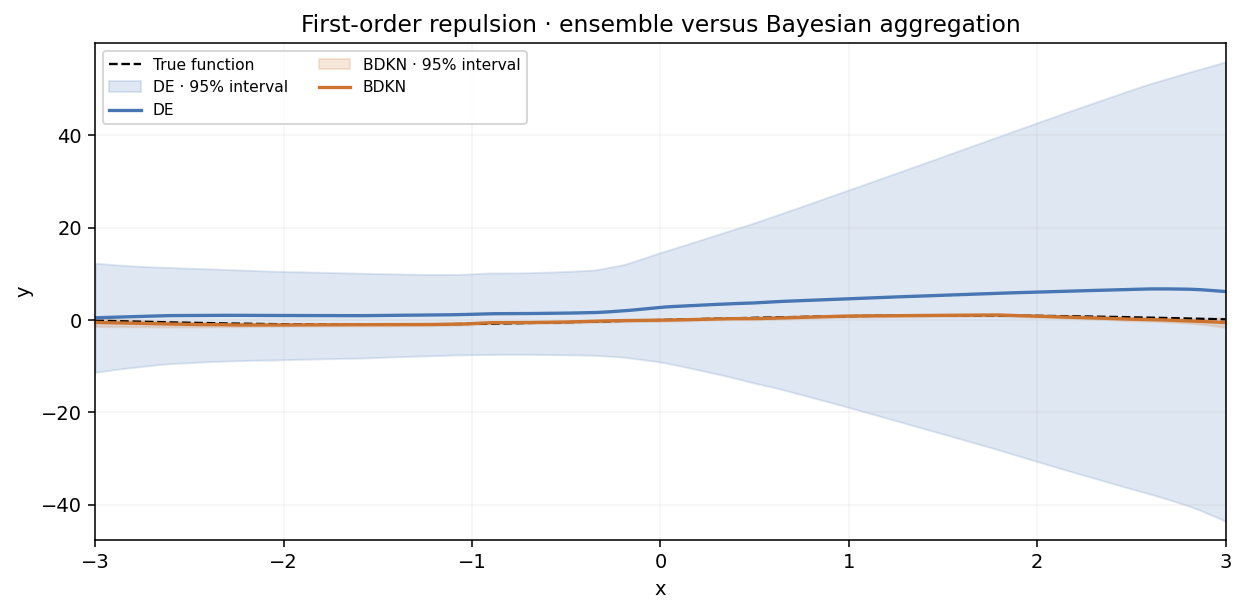 First-order repulsion · ensemble versus Bayesian aggregation
True function
DE · 95% interval
DE
BDKN · 95% interval
BDKN
y
40
20
0
−20
−40
−3
−2
−1
0
1
2
3
x